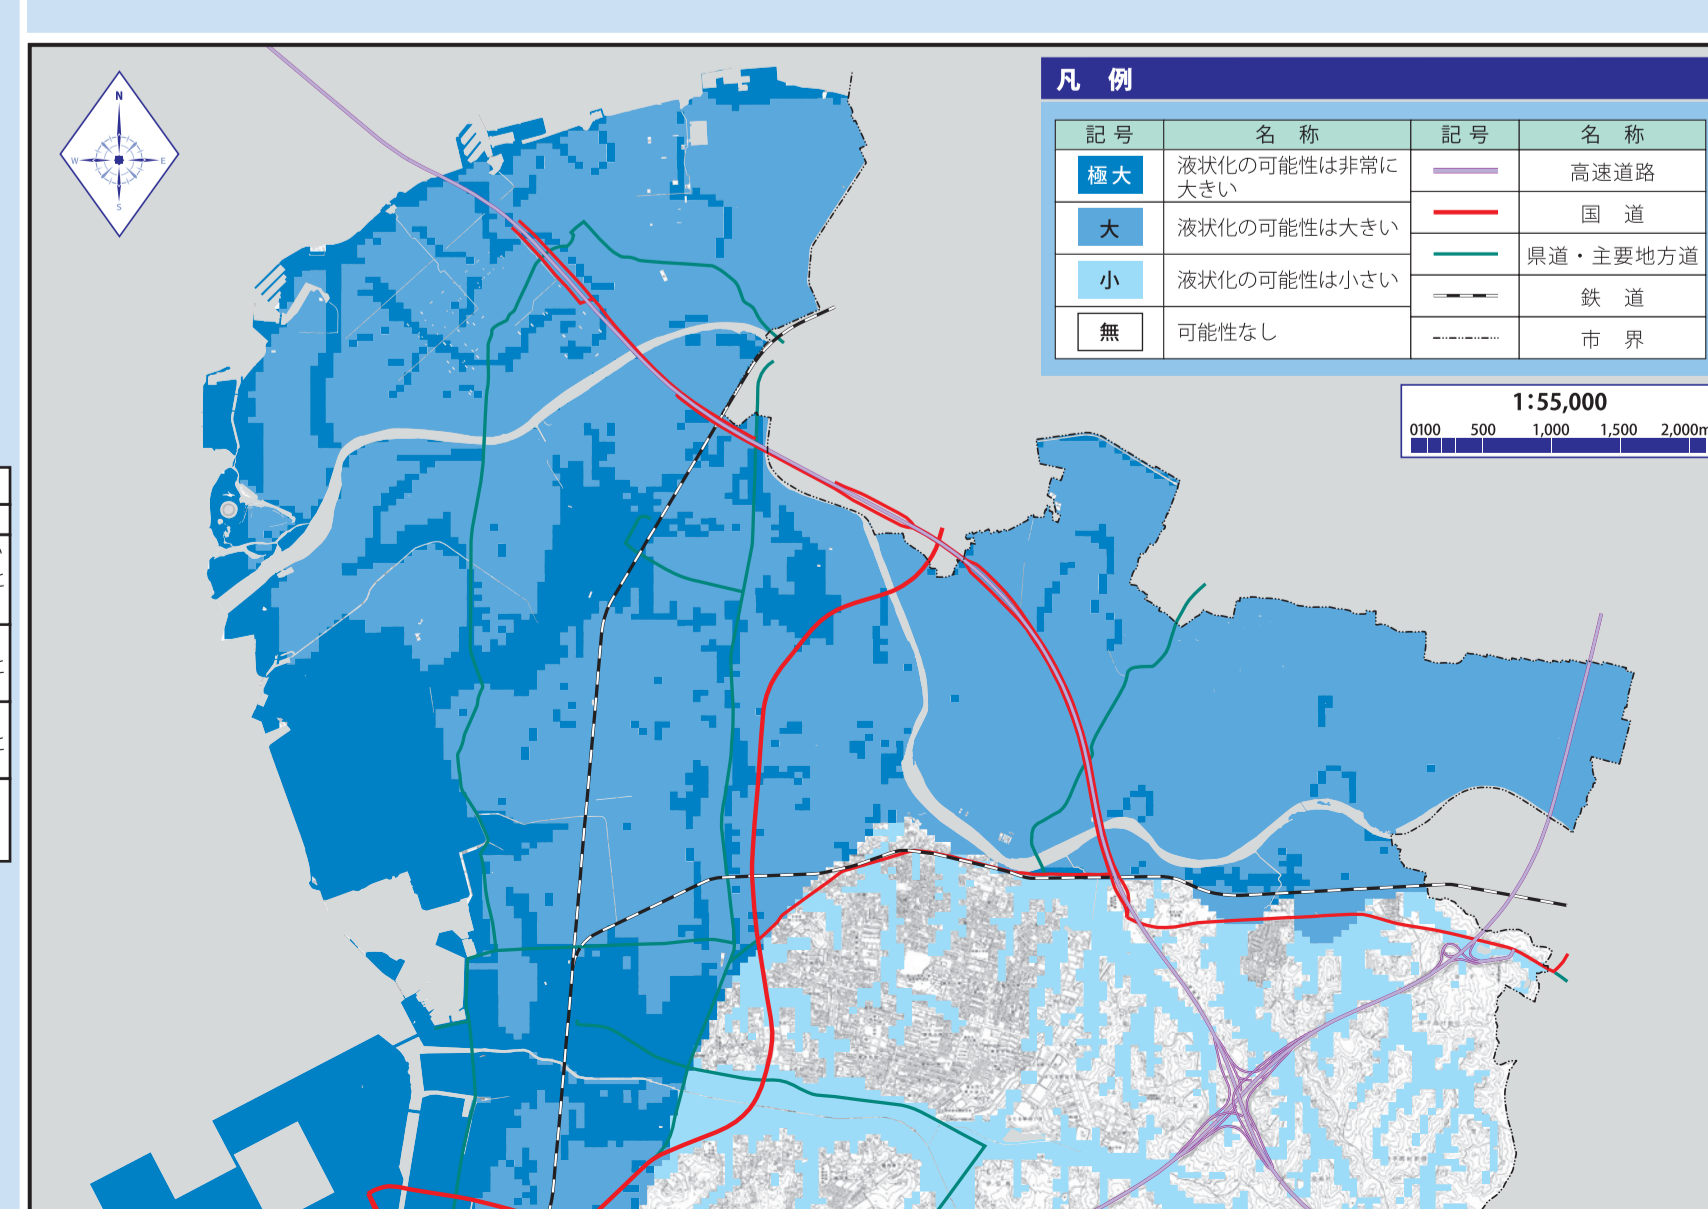 N
W
E
S
凡 例
記号 名称 記号 名称
極大 液状化の可能性は非常に
大きい
大 液状化の可能性は大きい
小 液状化の可能性は小さい
無 可能性なし
高速道路
国 道
県道・主要地方道
鉄 道
市 界
1:55,000
0 100 500 1,000 1,500 2,000m